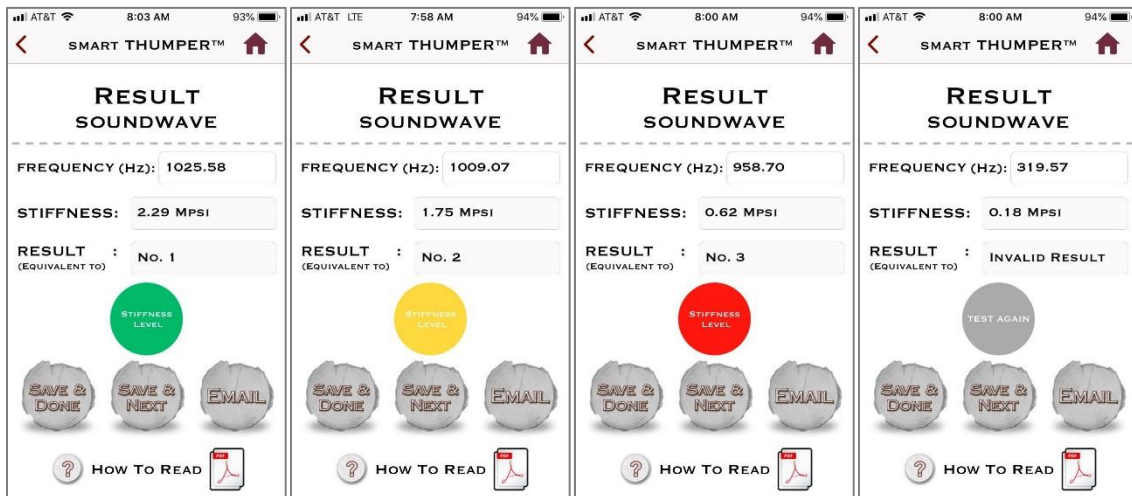 AT&T 8:03 AM 93%
SMART THUMPER™
RESULT
SOUNDWAVE
FREQUENCY (HZ): 1025.58
STIFFNESS: 2.29 MPSI
RESULT : NO. 1
(EQUIVALENT TO)
STIFFNESS
LEVEL
SAVE &
DONE
SAVE &
NEXT
EMAIL
? HOW TO READ PDF
AT&T LTE 7:58 AM 94%
SMART THUMPER™
RESULT
SOUNDWAVE
FREQUENCY (HZ): 1009.07
STIFFNESS: 1.75 MPSI
RESULT : NO. 2
(EQUIVALENT TO)
STIFFNESS
LEVEL
SAVE &
DONE
SAVE &
NEXT
EMAIL
? HOW TO READ PDF
AT&T 8:00 AM 94%
SMART THUMPER™
RESULT
SOUNDWAVE
FREQUENCY (HZ): 958.70
STIFFNESS: 0.62 MPSI
RESULT : NO. 3
(EQUIVALENT TO)
STIFFNESS
LEVEL
SAVE &
DONE
SAVE &
NEXT
EMAIL
? HOW TO READ PDF
AT&T 8:00 AM 94%
SMART THUMPER™
RESULT
SOUNDWAVE
FREQUENCY (HZ): 319.57
STIFFNESS: 0.18 MPSI
RESULT : INVALID RESULT
(EQUIVALENT TO)
TEST AGAIN
SAVE &
DONE
SAVE &
NEXT
EMAIL
? HOW TO READ PDF